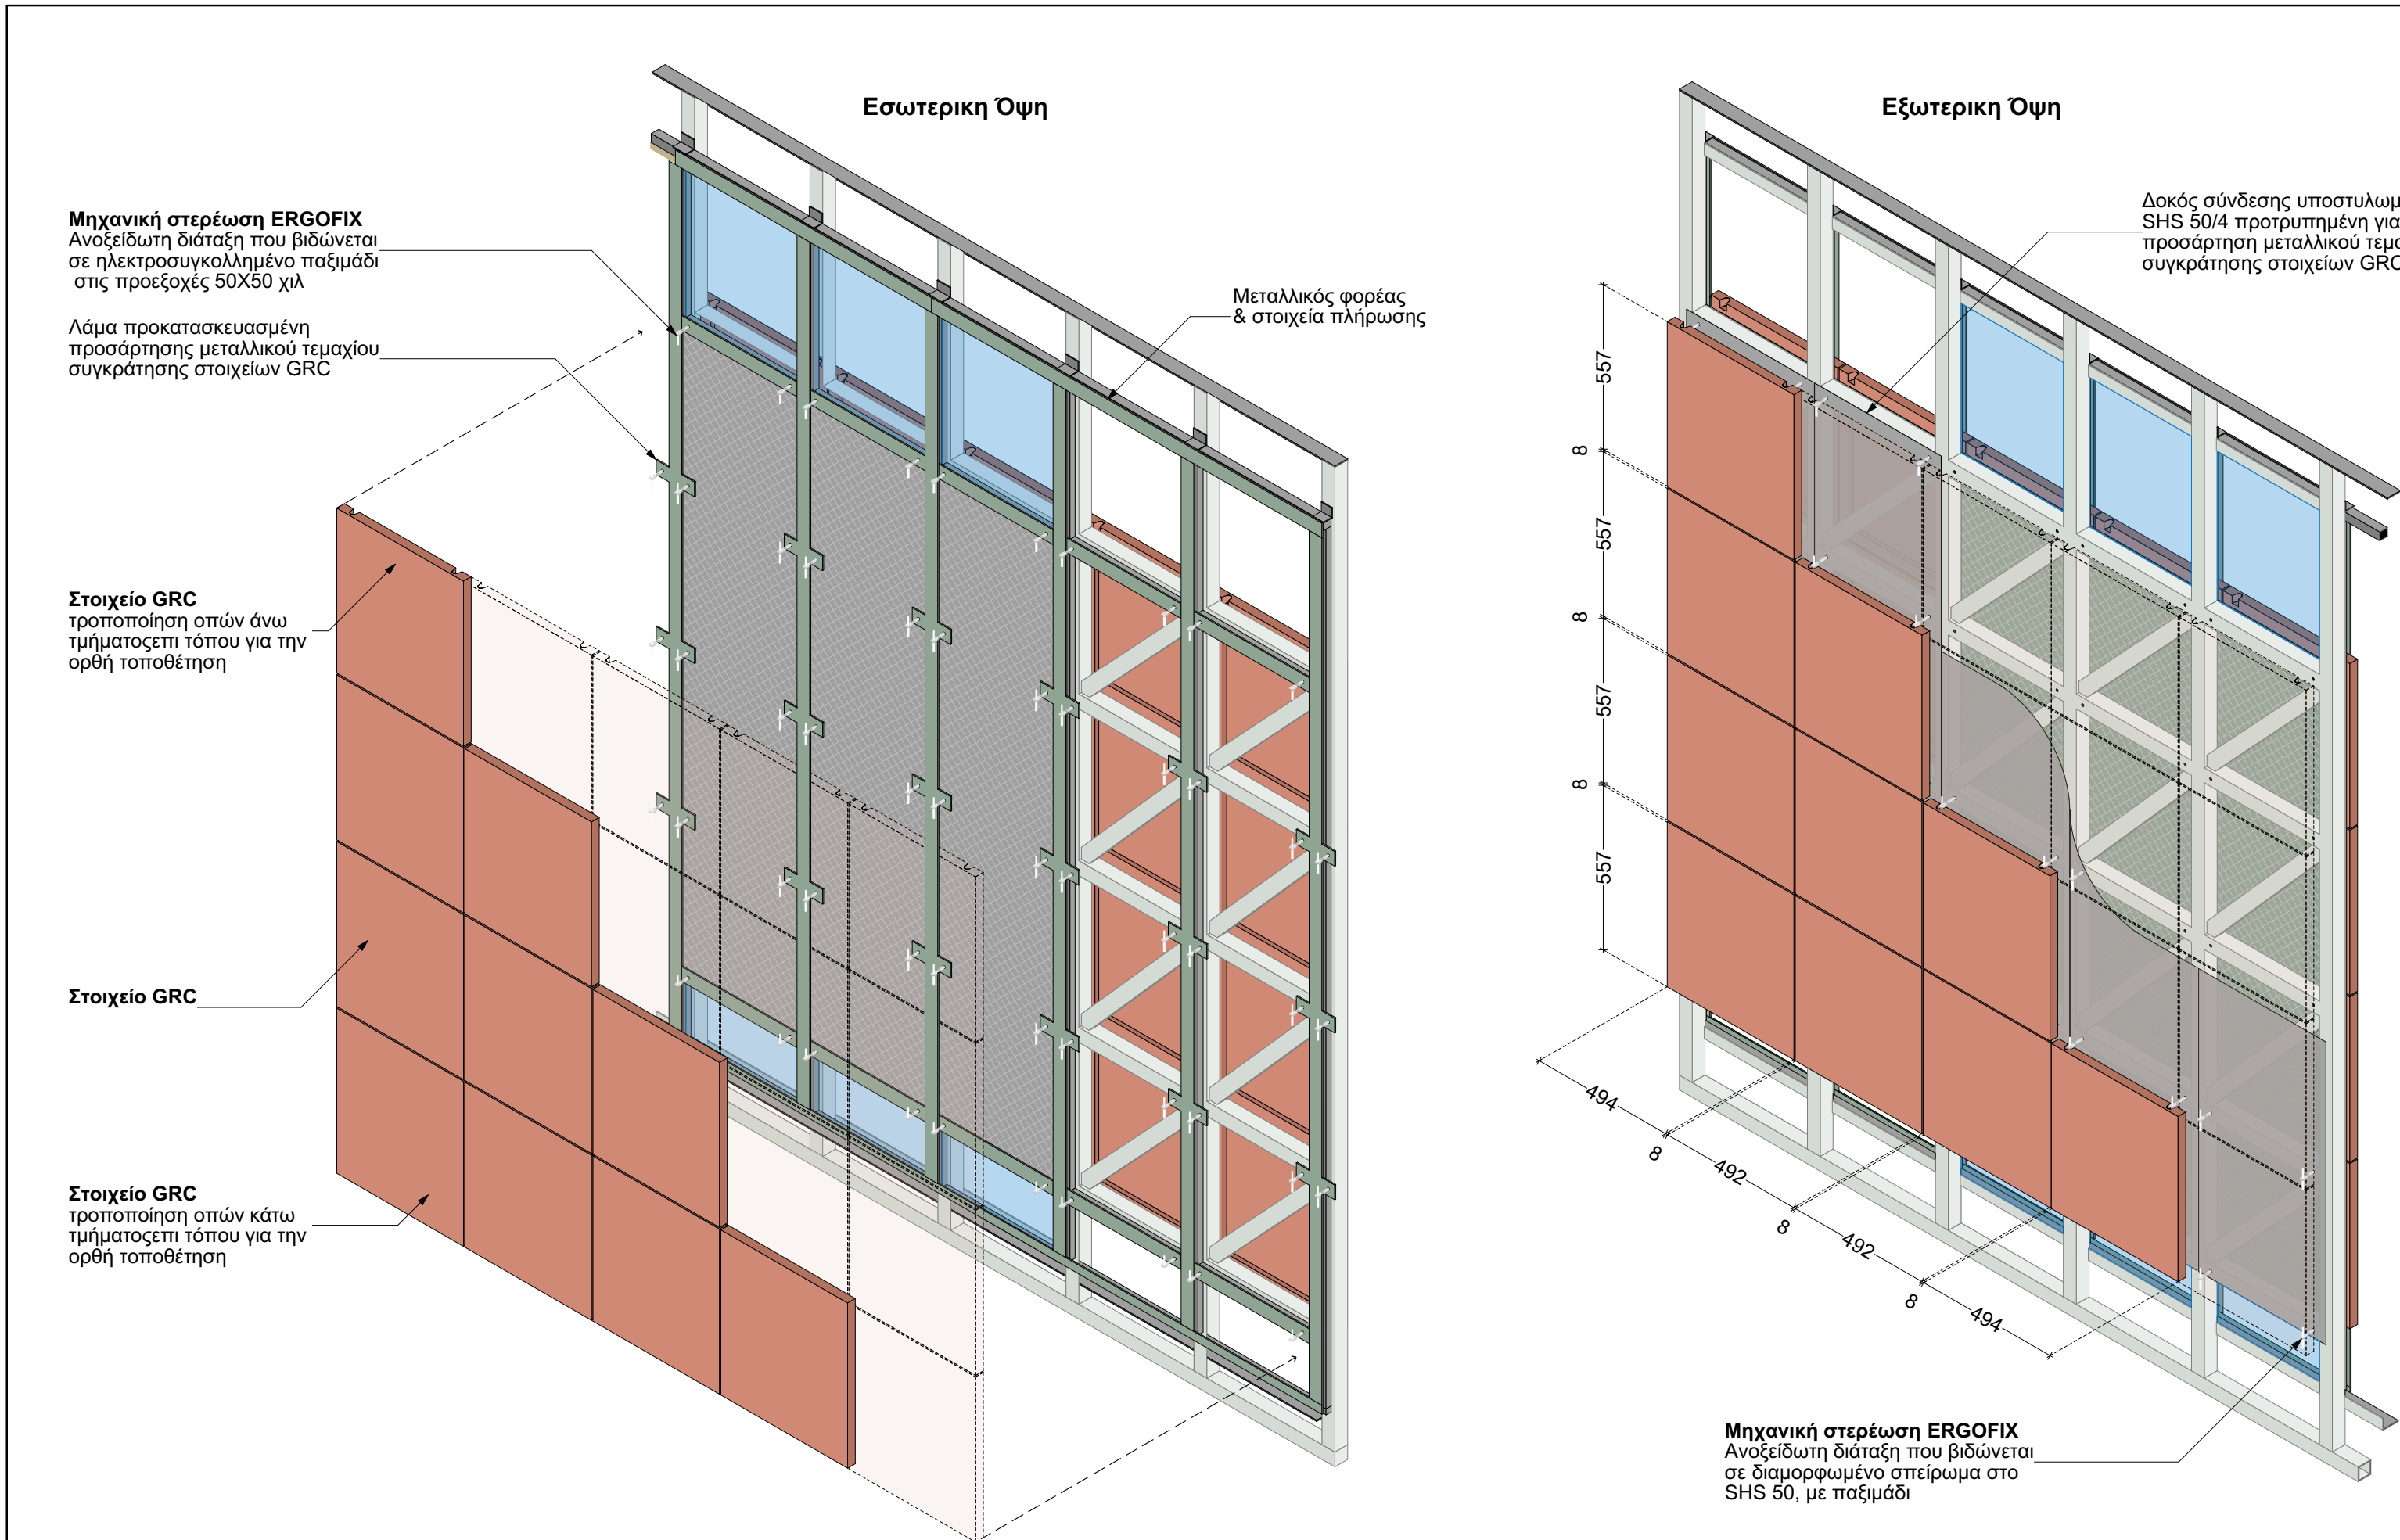 Εσωτερικη Όψη
Μηχανική στερέωση ERGOFIX
Ανοξείδωτη διάταξη που βιδώνεται
σε ηλεκτροσυγκολλημένο παξιμάδι
στις προεξοχές 50X50 χιλ
Λάμα προκατασκευασμένη
προσάρτησης μεταλλικού τεμαχίου
συγκράτησης στοιχείων GRC
Μεταλλικός φορέας
& στοιχεία πλήρωσης
Στοιχείο GRC
τροποποίηση οπών άνω
τμήματοςεπι τόπου για την
ορθή τοποθέτηση
Στοιχείο GRC
Στοιχείο GRC
τροποποίηση οπών κάτω
τμήματοςεπι τόπου για την
ορθή τοποθέτηση
Εξωτερικη Όψη
Δοκός σύνδεσης
SHS 50/4 προτρυπημένη για
προσάρτηση μεταλλικού
συγκράτησης στοιχείων GRC
557
8
557
8
557
8
557
494
8
492
8
492
8
494
Μηχανική στερέωση ERGOFIX
Ανοξείδωτη διάταξη που βιδώνεται
σε διαμορφωμένο σπείρωμα στο
SHS 50, με παξιμάδι